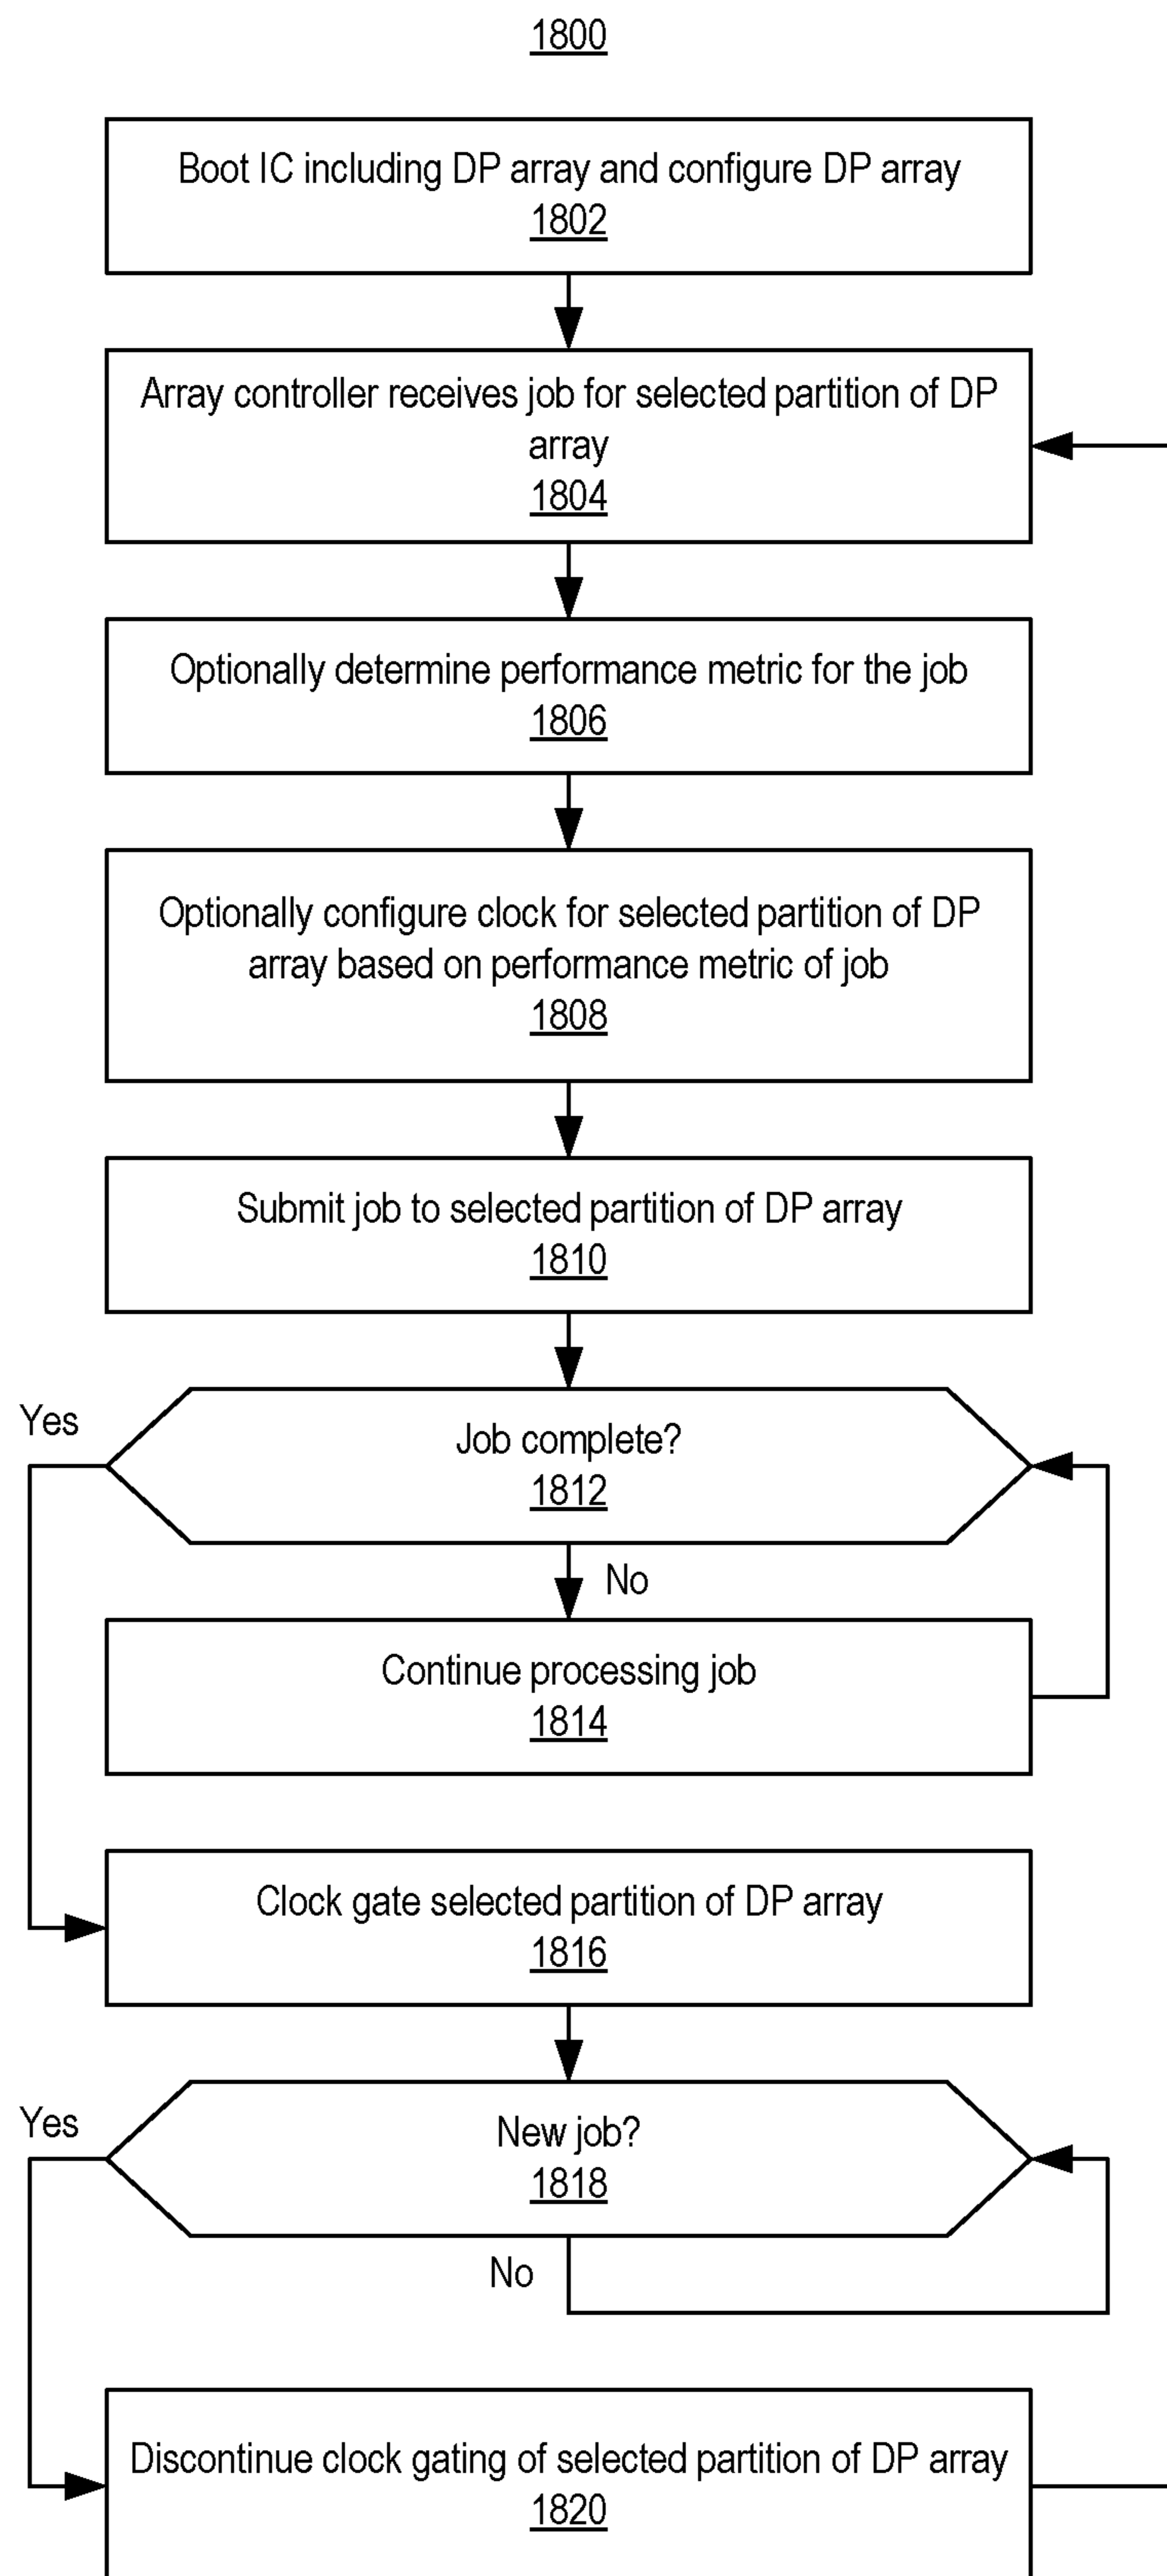 1800
Boot IC including DP array and configure DP array
1802
Array controller receives job for selected partition of DP
array
1804
Optionally determine performance metric for the job
1806
Optionally configure clock for selected partition of DP
array based on performance metric of job
1808
Submit job to selected partition of DP array
1810
Yes
Job complete?
1812
No
Continue processing job
1814
Clock gate selected partition of DP array
1816
Yes
New job?
1818
No
Discontinue clock gating of selected partition of DP array
1820